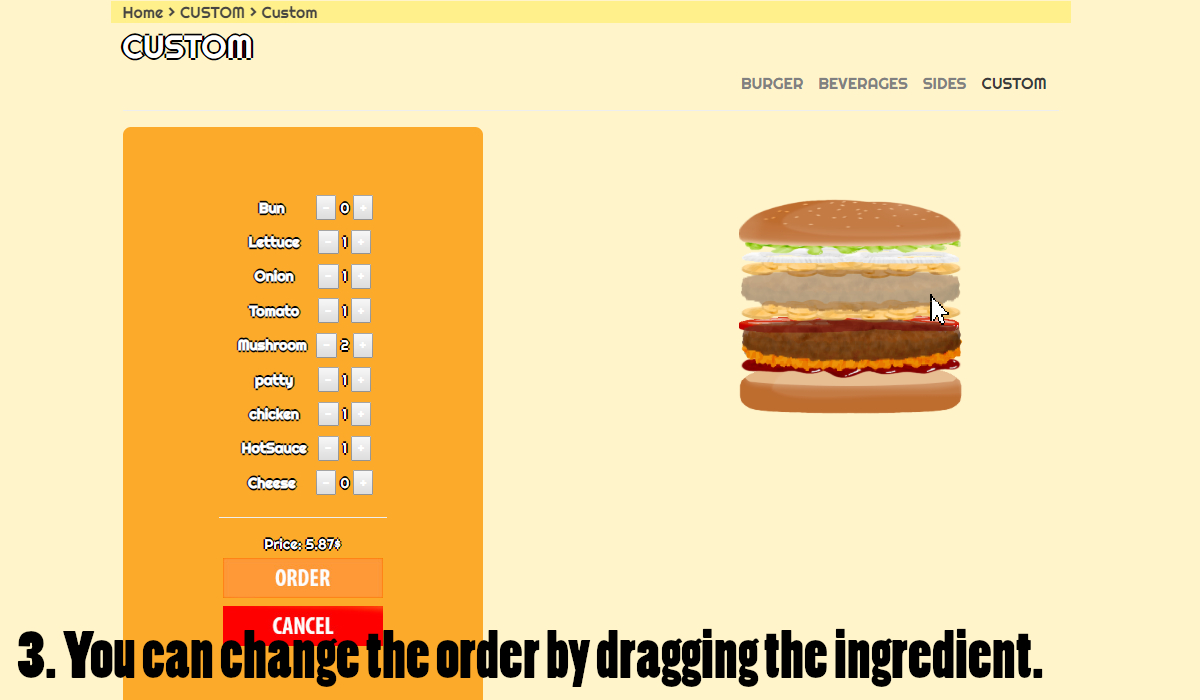 Home > CUSTOM > Custom
CUSTOM
BURGER BEVERAGES SIDES CUSTOM
Bun - 0 +
Lettuce - 1 +
Onion - 1 +
Tomato - 1 +
Mushroom - 2 +
patty - 1 +
chicken - 1 +
HotSauce - 1 +
Cheese - 0 +
Price: 5.87$
ORDER
CANCEL
3. You can change the order by dragging the ingredient.